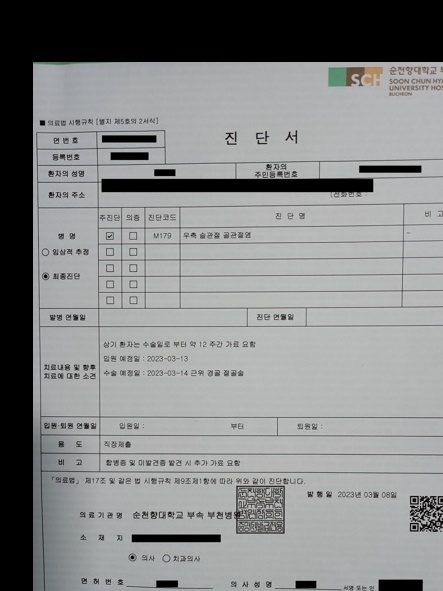 SCH 순천향대학교 부
SOON CHUN HYA
UNIVERSITY HOS
BUCHEON
■ 의료법 시행규칙 [별지 제5호의 2서식]
연 번 호
진 단 서
등록번호
환자의 성명
환자의
주민등록번호
환자의 주소
(전화번호 :
주진단 의증 진단코드 진 단 명 비 고
병 명
M179 우측 슬관절 골관절염 -
임상적 추정
최종진단
발병 연월일
진단 연월일
상기 환자는 수술일로 부터 약 12 주간 가료 요함
입원 예정일 : 2023-03-13
수술 예정일 : 2023-03-14 근위 경골 절골술
치료내용 및 향후
치료에 대한 소견
입원·퇴원 연월일 입원일 : 부터 퇴원일 :
용 도 직장제출
비 고 합병증 및 미발견증 발견 시 추가 가료 요함
「의료법」 제17조 및 같은 법 시행규칙 제9조제1항에 따라 위와 같이 진단합니다.
발 행 일 2023년 03월 08일
의 료 기 관 명 순천향대학교 부속 부천병원
소 재 지
의사 치과의사
면 허 번 호 의 사 성 명 서명 또는 인